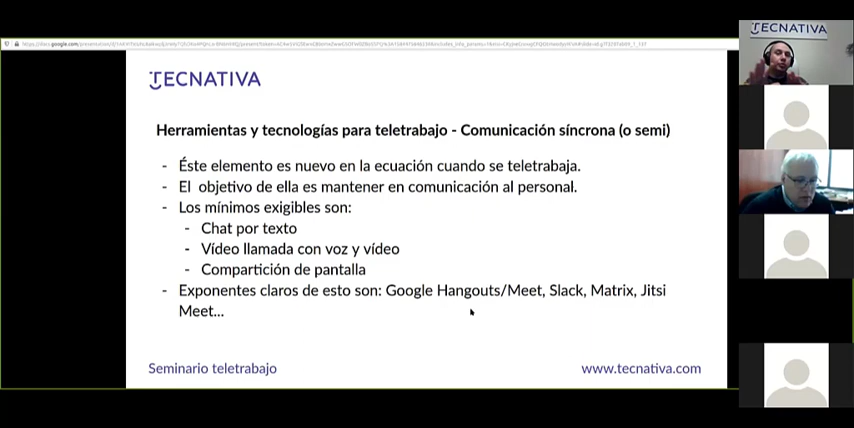 TECNATIVA
TECNATIVA
Herramientas y tecnologías para teletrabajo - Comunicación síncrona (o semi)
- Éste elemento es nuevo en la ecuación cuando se teletrabaja.
- El objetivo de ella es mantener en comunicación al personal.
- Los mínimos exigibles son:
- Chat por texto
- Vídeo llamada con voz y vídeo
- Compartición de pantalla
- Exponentes claros de esto son: Google Hangouts/Meet, Slack, Matrix, Jitsi
Meet...
Seminario teletrabajo
www.tecnativa.com